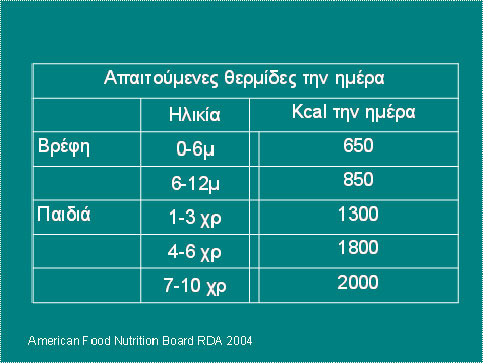 Απαιτούμενες θερμίδες την ημέρα
Ηλικία Kcal την ημέρα
Βρέφη 0-6μ 650
6-12μ 850
Παιδιά 1-3 χρ 1300
4-6 χρ 1800
7-10 χρ 2000
American Food Nutrition Board RDA 2004